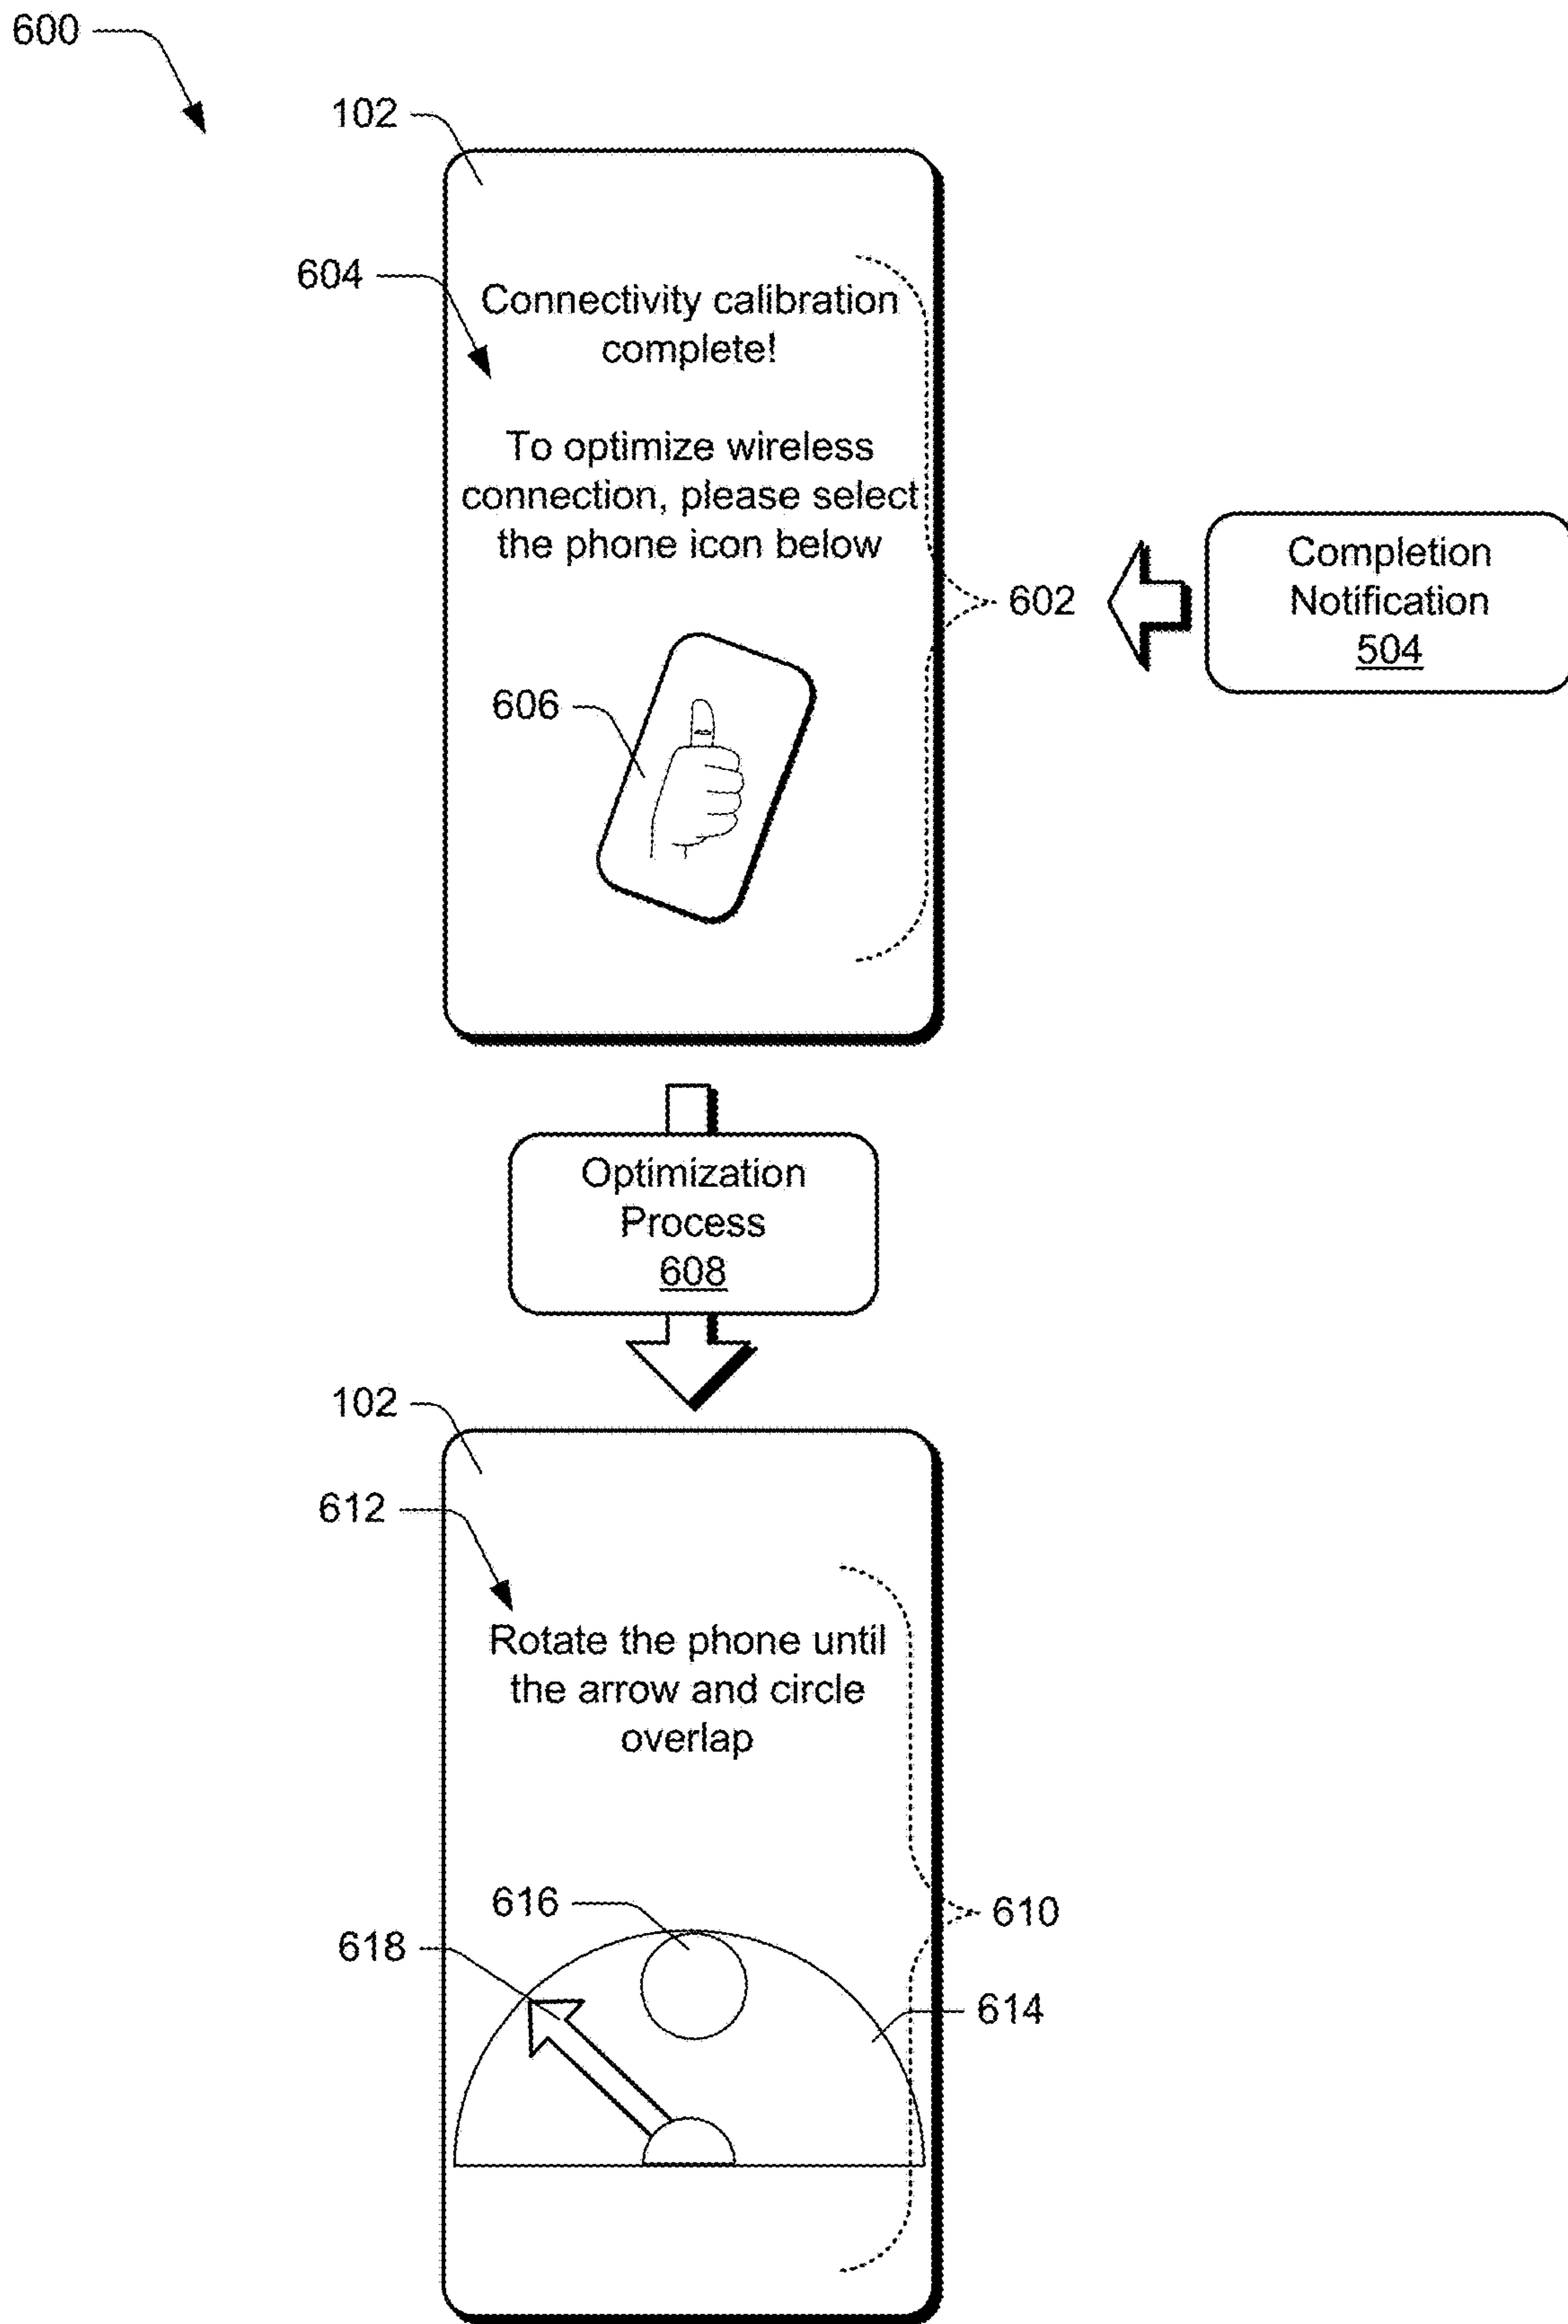 600
102
604
Connectivity calibration
complete!
To optimize wireless
connection, please select
the phone icon below
602
Completion
Notification
504
606
Optimization
Process
608
102
612
Rotate the phone until
the arrow and circle
overlap
616
618
610
614